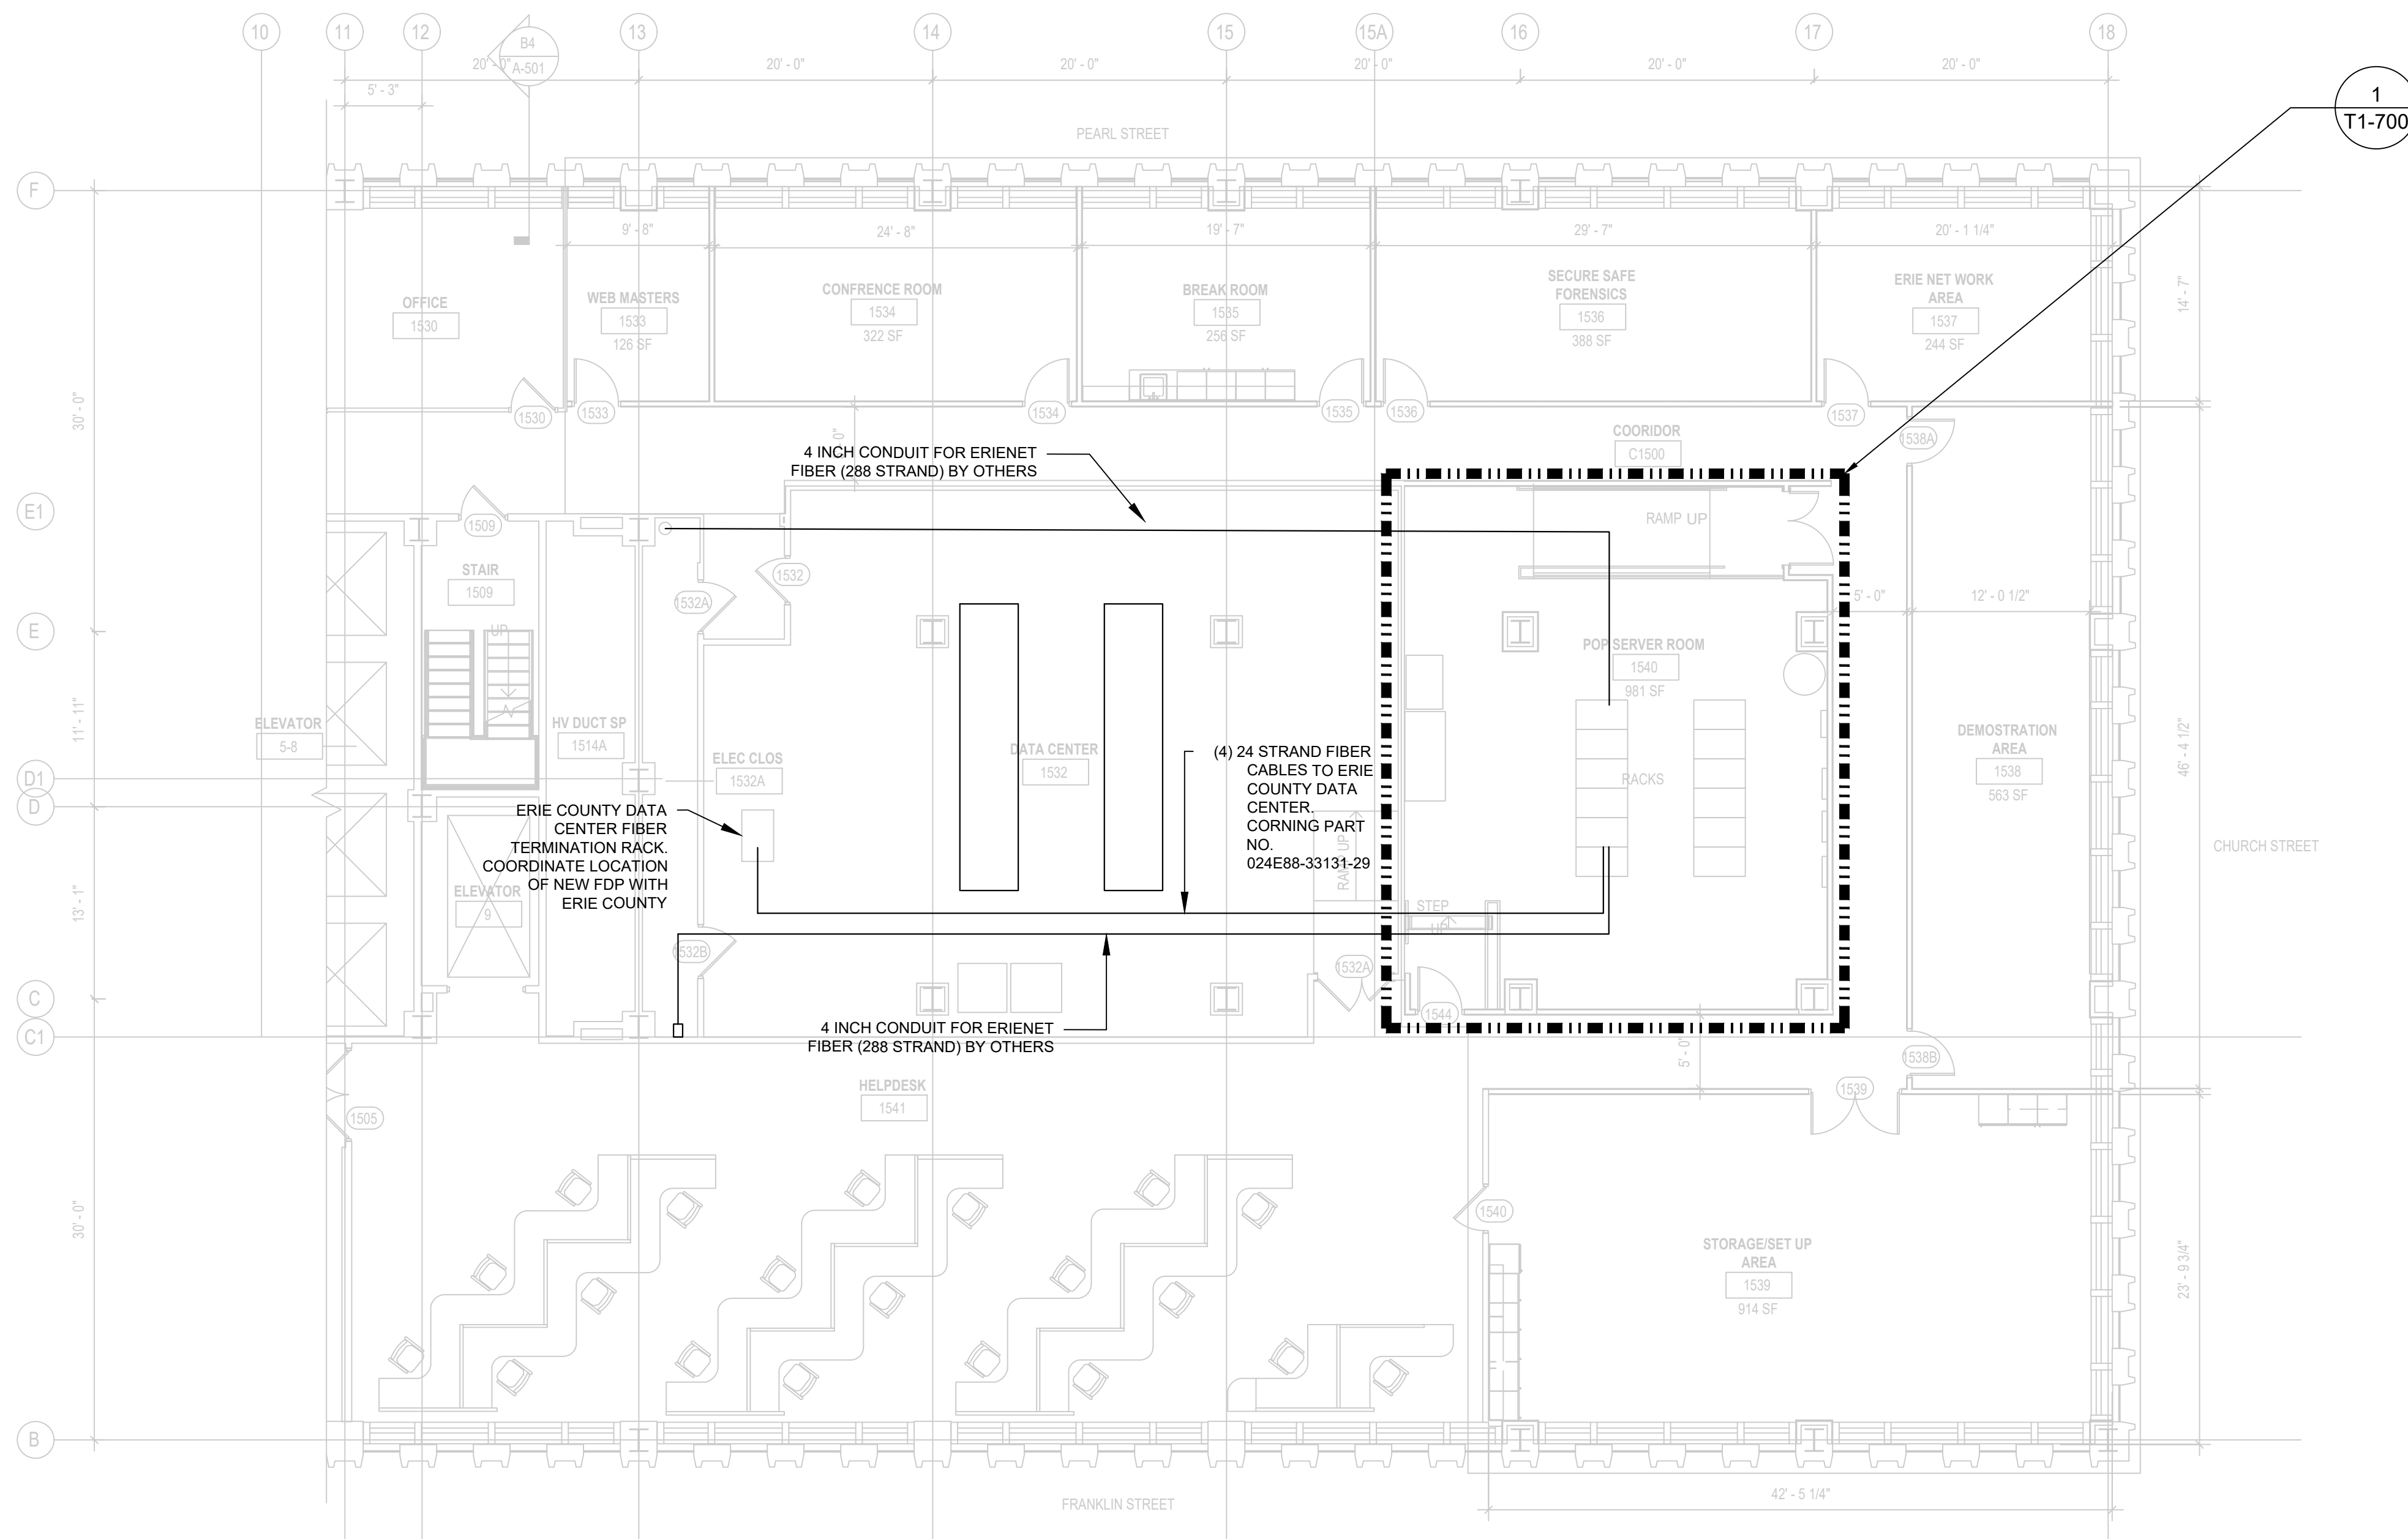 10
11
12
13
14
15
15A
16
17
18
B4
A-501
20' - 0"
20' - 0"
20' - 0"
20' - 0"
20' - 0"
20' - 0"
5' - 3"
1
T1-700
PEARL STREET
F
9' - 8"
24' - 8"
19' - 7"
29' - 7"
20' - 1 1/4"
14' - 7"
OFFICE
1530
WEB MASTERS
1533
126 SF
CONFRENCE ROOM
1534
322 SF
BREAK ROOM
1535
256 SF
SECURE SAFE
FORENSICS
1536
388 SF
ERIE NET WORK
AREA
1537
244 SF
30' - 0"
1530
1533
1534
1535
1536
1537
1538A
COORIDOR
C1500
4 INCH CONDUIT FOR ERIENET
FIBER (288 STRAND) BY OTHERS
E1
1509
RAMP UP
STAIR
1509
1532A
1532
5' - 0"
12' - 0 1/2"
E
UP
POP SERVER ROOM
1540
981 SF
11' - 11"
ELEVATOR
5-8
HV DUCT SP
1514A
ELEC CLOS
1532A
DATA CENTER
1532
(4) 24 STRAND FIBER
CABLES TO ERIE
COUNTY DATA
CENTER.
CORNING PART
NO.
024E88-33131-29
RACKS
DEMOSTRATION
AREA
1538
563 SF
46' - 4 1/2"
D1
D
ERIE COUNTY DATA
CENTER FIBER
TERMINATION RACK.
COORDINATE LOCATION
OF NEW FDP WITH
ERIE COUNTY
RAMP UP
CHURCH STREET
13' - 1"
ELEVATOR
9
STEP
UP
1532B
1532A
C
1544
C1
4 INCH CONDUIT FOR ERIENET
FIBER (288 STRAND) BY OTHERS
5' - 0"
1538B
HELPDESK
1541
1539
1505
30' - 0"
1540
STORAGE/SET UP
AREA
1539
914 SF
23' - 9 3/4"
B
42' - 5 1/4"
FRANKLIN STREET